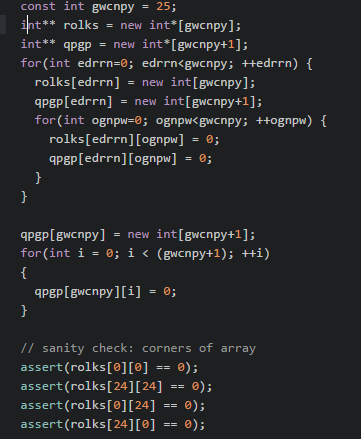 const int gwcnpy = 25;
int** rolks = new int*[gwcnpy];
int** qpgp = new int*[gwcnpy+1];
for(int edrrn=0; edrrn<gwcnpy; ++edrrn) {
  rolks[edrrn] = new int[gwcnpy];
  qpgp[edrrn] = new int[gwcnpy+1];
  for(int ognpw=0; ognpw<gwcnpy; ++ognpw) {
    rolks[edrrn][ognpw] = 0;
    qpgp[edrrn][ognpw] = 0;
  }
}

qpgp[gwcnpy] = new int[gwcnpy+1];
for(int i = 0; i < (gwcnpy+1); ++i)
{
  qpgp[gwcnpy][i] = 0;
}

// sanity check: corners of array
assert(rolks[0][0] == 0);
assert(rolks[24][24] == 0);
assert(rolks[0][24] == 0);
assert(rolks[24][0] == 0);